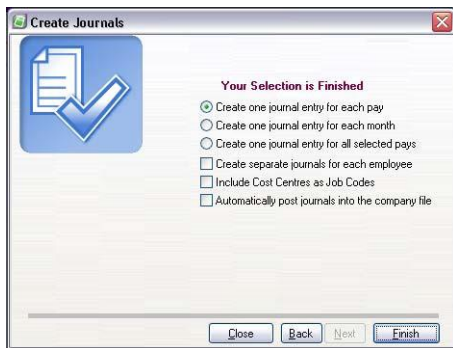 Create Journals
Your Selection is Finished
Create one journal entry for each pay
Create one journal entry for each month
Create one journal entry for all selected pays
Create separate journals for each employee
Include Cost Centres as Job Codes
Automatically post journals into the company file
Close Back Next Finish